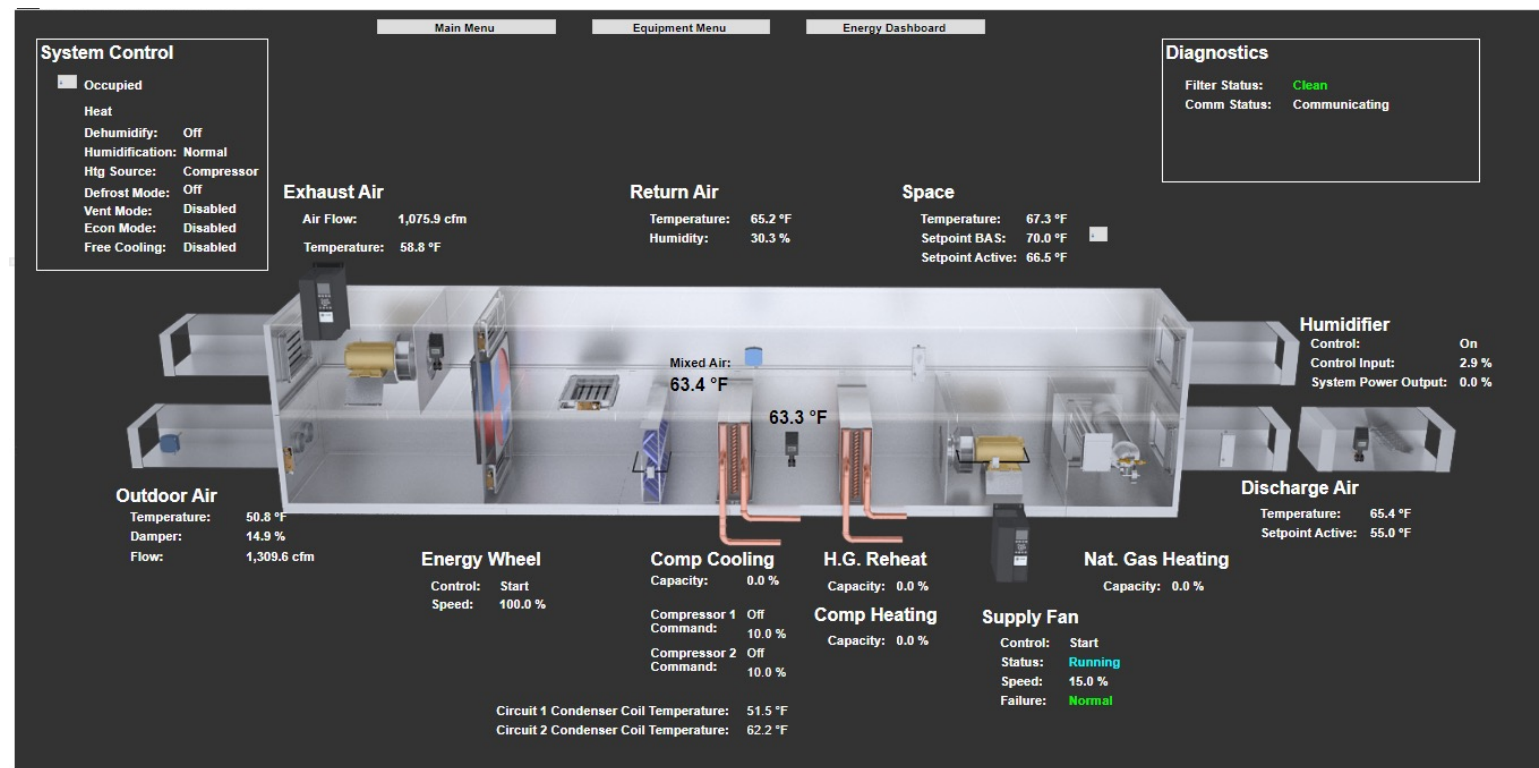 Main Menu
Equipment Menu
Energy Dashboard
System Control
Occupied
Heat
Dehumidify: Off
Humidification: Normal
Htg Source: Compressor
Defrost Mode: Off
Vent Mode: Disabled
Econ Mode: Disabled
Free Cooling: Disabled
Diagnostics
Filter Status: Clean
Comm Status: Communicating
Exhaust Air
Air Flow: 1,075.9 cfm
Temperature: 58.8 °F
Return Air
Temperature: 65.2 °F
Humidity: 30.3 %
Space
Temperature: 67.3 °F
Setpoint BAS: 70.0 °F
Setpoint Active: 66.5 °F
Mixed Air:
63.4 °F
63.3 °F
Humidifier
Control: On
Control Input: 2.9 %
System Power Output: 0.0 %
Outdoor Air
Temperature: 50.8 °F
Damper: 14.9 %
Flow: 1,309.6 cfm
Discharge Air
Temperature: 65.4 °F
Setpoint Active: 55.0 °F
Energy Wheel
Control: Start
Speed: 100.0 %
Comp Cooling
Capacity: 0.0 %
Compressor 1 Off
Command: 10.0 %
Compressor 2 Off
Command: 10.0 %
H.G. Reheat
Capacity: 0.0 %
Comp Heating
Capacity: 0.0 %
Supply Fan
Control: Start
Status: Running
Speed: 15.0 %
Failure: Normal
Nat. Gas Heating
Capacity: 0.0 %
Circuit 1 Condenser Coil Temperature: 51.5 °F
Circuit 2 Condenser Coil Temperature: 62.2 °F